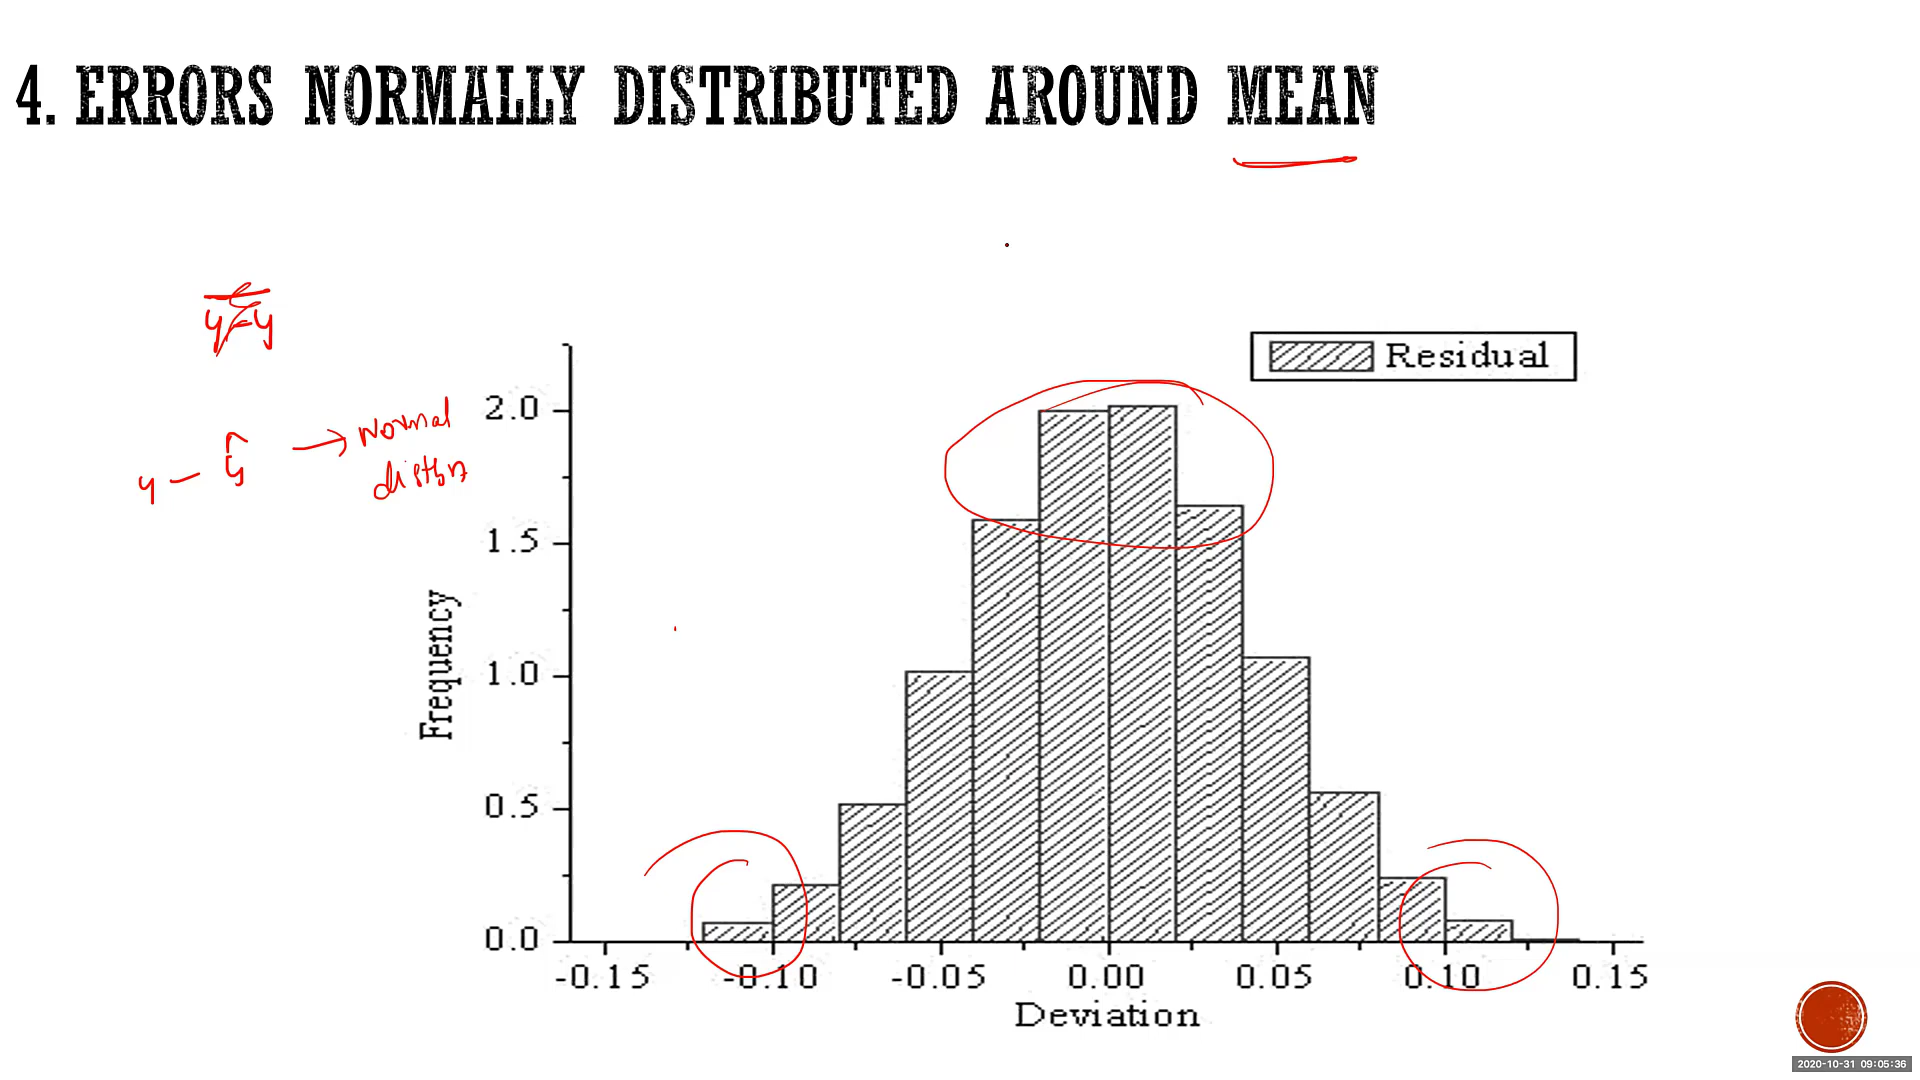 4. ERRORS NORMALLY DISTRIBUTED AROUND MEAN
y - ŷ → Normal
Residual
2.0
1.5
1.0
0.5
0.0
Frequency
-0.15 -0.10 -0.05 0.00 0.05 0.10 0.15
Deviation
2020-10-31 09:05:36